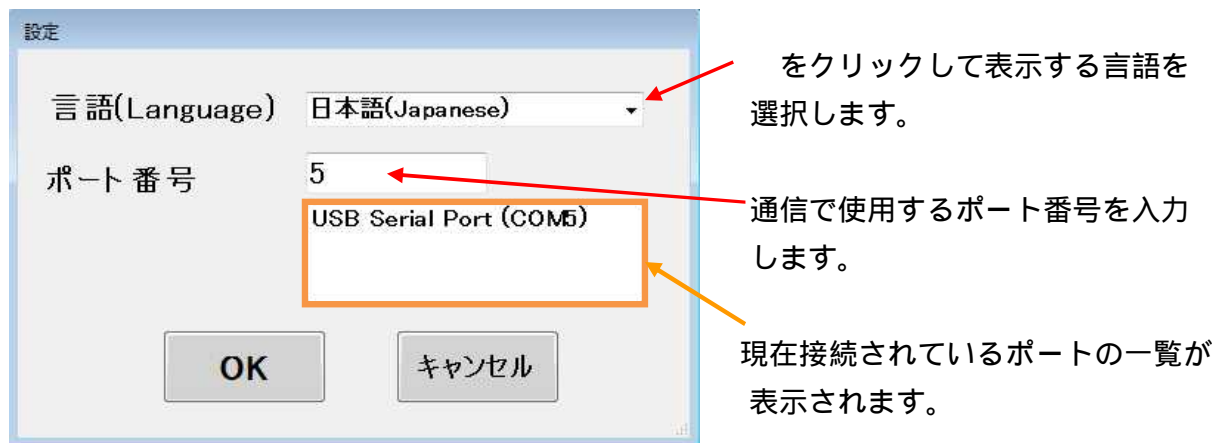 設定
言語(Language)
日本語(Japanese)
ポート番号
5
USB Serial Port (COM5)
OK
キャンセル
をクリックして表示する言語を
選択します。
通信で使用するポート番号を入力
します。
現在接続されているポートの一覧が
表示されます。